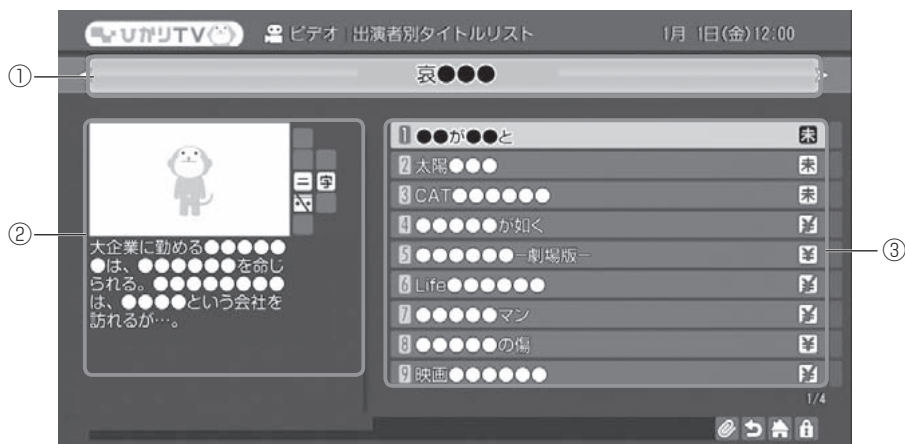 ひかりTV
ビデオ 出演者別タイトルリスト
1月 1日(金)12:00
①
哀●●●
②
二 字
大企業に勤める●●●●●
●は、●●●●●●を命じ
られる。●●●●●●●●●
は、●●●●という会社を
訪れるが…。
③
1 ●●が●●と 未
2 太陽●●● 未
3 CAT●●●●●● 未
4 ●●●●●が如く ¥
5 ●●●●●●−劇場版− ¥
6 Life●●●●●● ¥
7 ●●●●●マン ¥
8 ●●●●●の傷 ¥
9 映画●●●●●● ¥
1/4